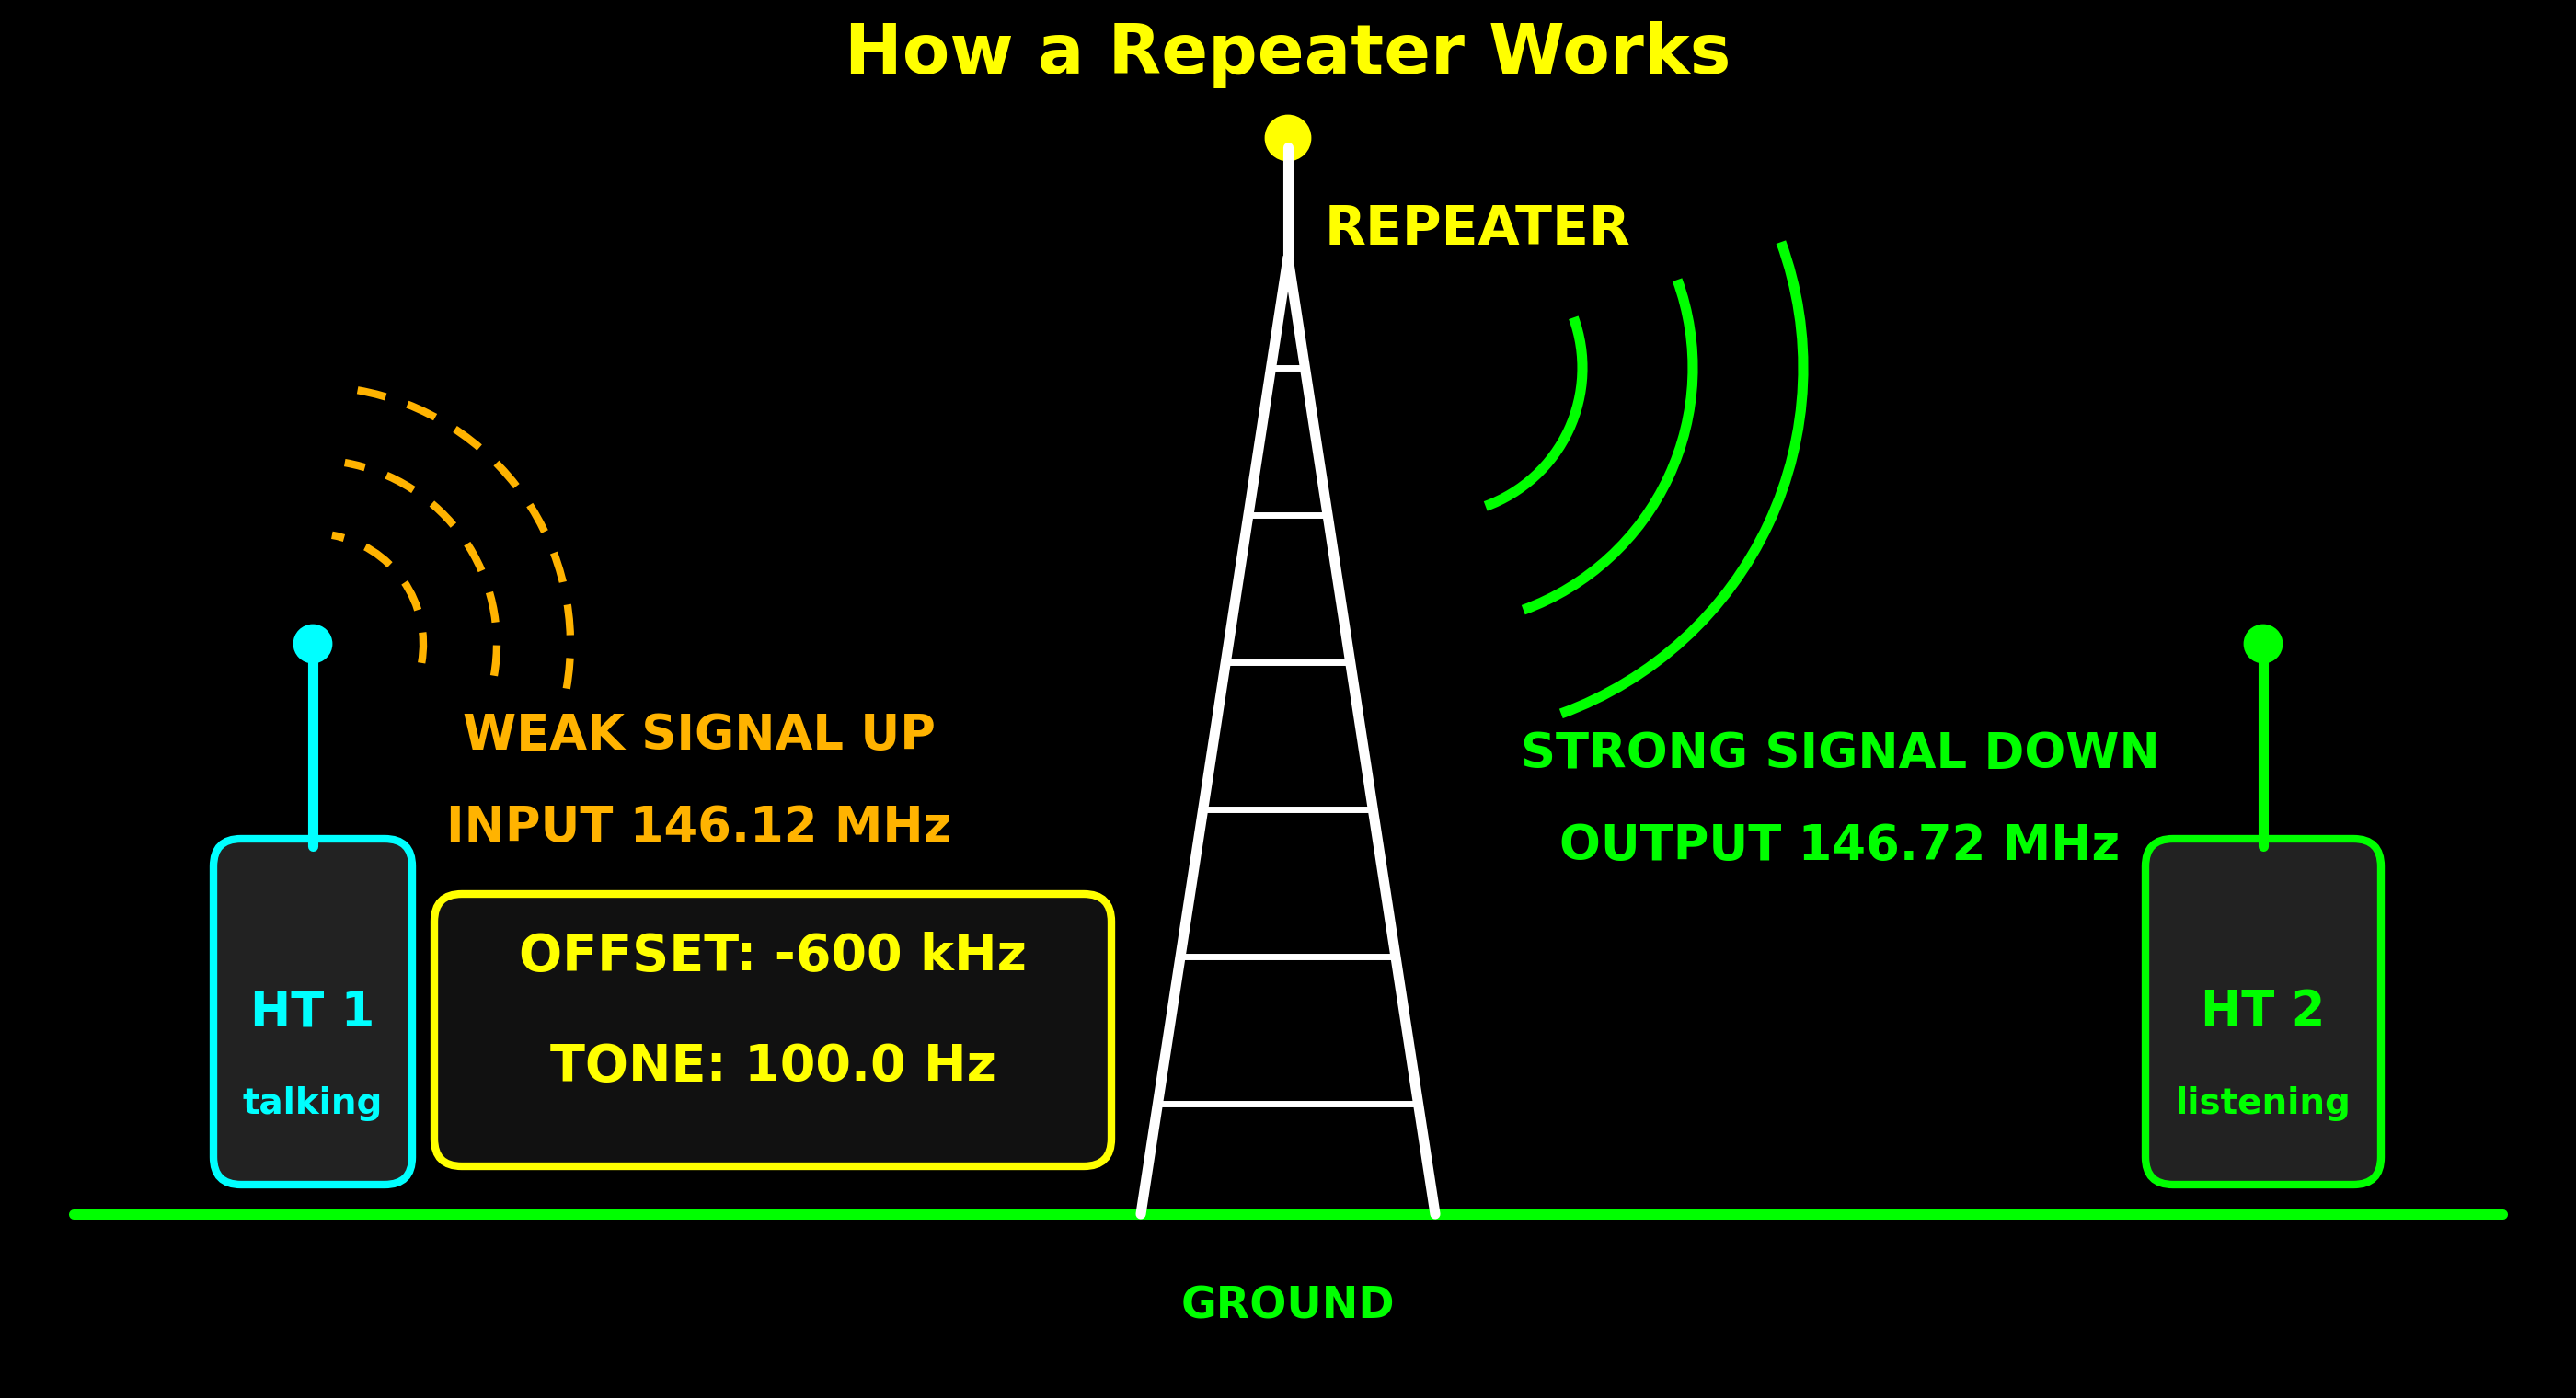 How a Repeater Works
REPEATER
WEAK SIGNAL UP
INPUT 146.12 MHz
STRONG SIGNAL DOWN
OUTPUT 146.72 MHz
OFFSET: -600 kHz
TONE: 100.0 Hz
HT 1
talking
HT 2
listening
GROUND